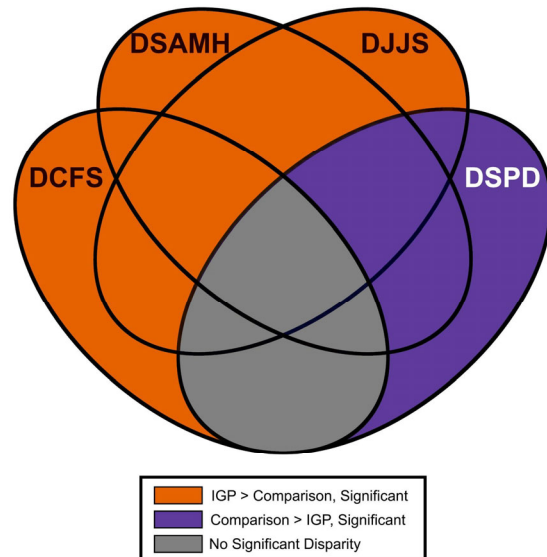 DSAMH
DJJS
DCFS
DSPD
IGP > Comparison, Significant
Comparison > IGP, Significant
No Significant Disparity